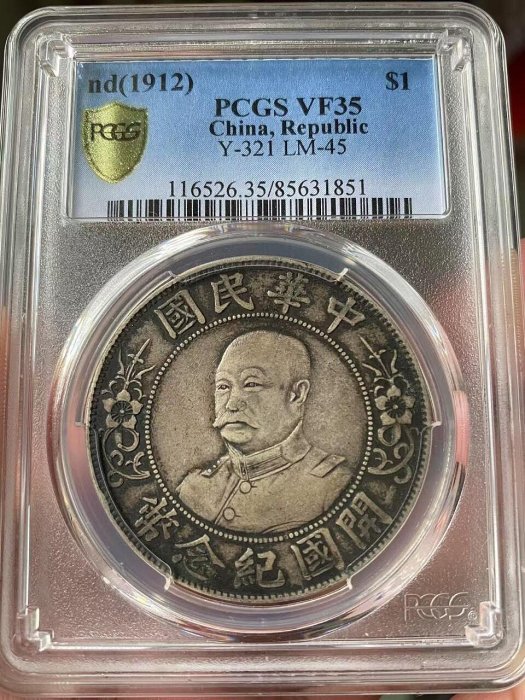 nd(1912) $1
PCGS VF35
China, Republic
Y-321 LM-45
116526.35/85631851
PCGS
中華民國
開國紀念幣
PCGS